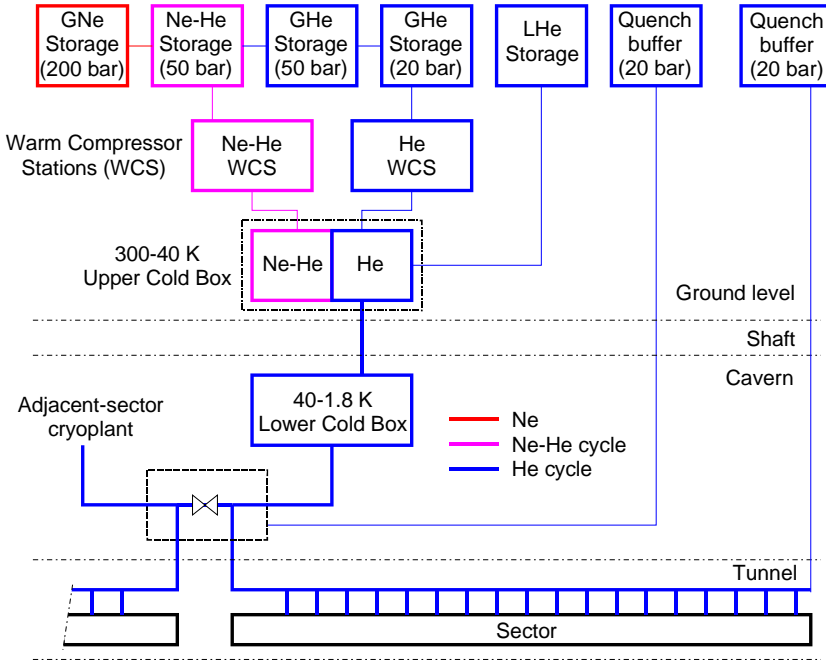 GNe
Storage
(200 bar)
Ne-He
Storage
(50 bar)
GHe
Storage
(50 bar)
GHe
Storage
(20 bar)
LHe
Storage
Quench
buffer
(20 bar)
Quench
buffer
(20 bar)
Warm Compressor
Stations (WCS)
Ne-He
WCS
He
WCS
300-40 K
Upper Cold Box
Ne-He
He
Ground level
Shaft
Cavern
40-1.8 K
Lower Cold Box
Adjacent-sector
cryoplant
Ne
Ne-He cycle
He cycle
Tunnel
Sector